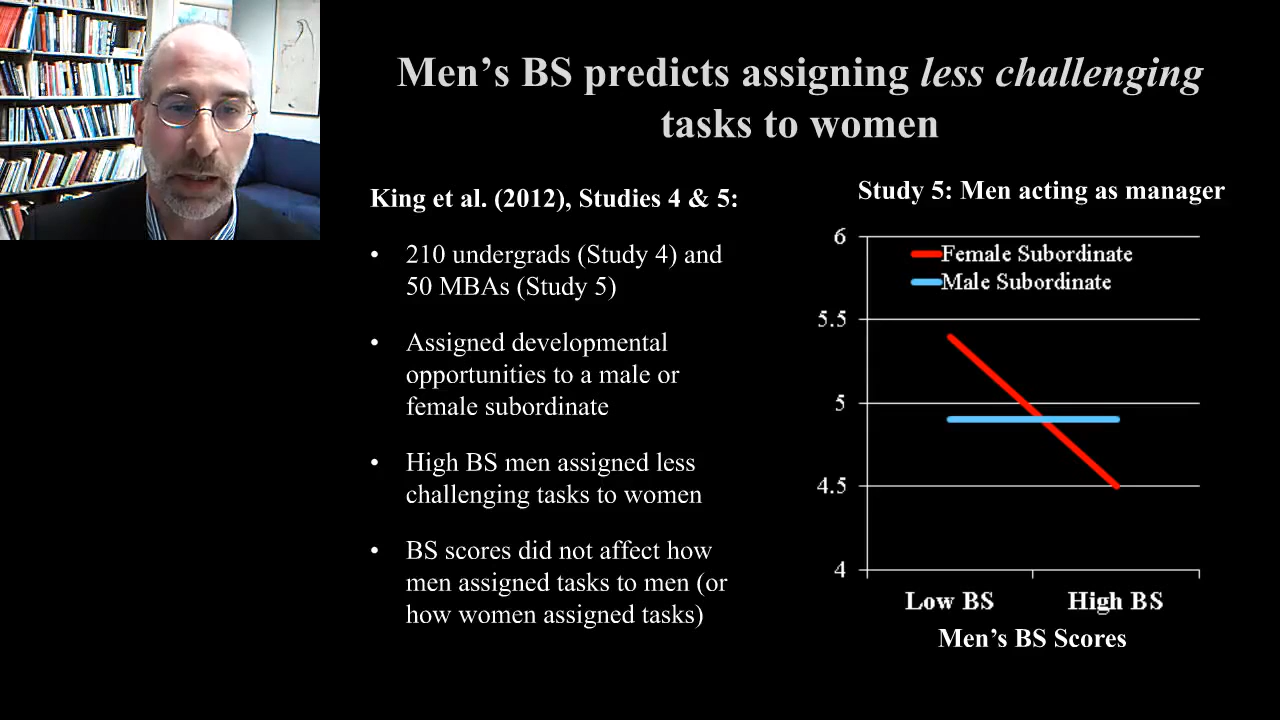 Men's BS predicts assigning less challenging
tasks to women
King et al. (2012), Studies 4 & 5:
• 210 undergrads (Study 4) and
50 MBAs (Study 5)
• Assigned developmental
opportunities to a male or
female subordinate
• High BS men assigned less
challenging tasks to women
• BS scores did not affect how
men assigned tasks to men (or
how women assigned tasks)
Study 5: Men acting as manager
Female Subordinate
Male Subordinate
6
5.5
5
4.5
4
Low BS High BS
Men's BS Scores